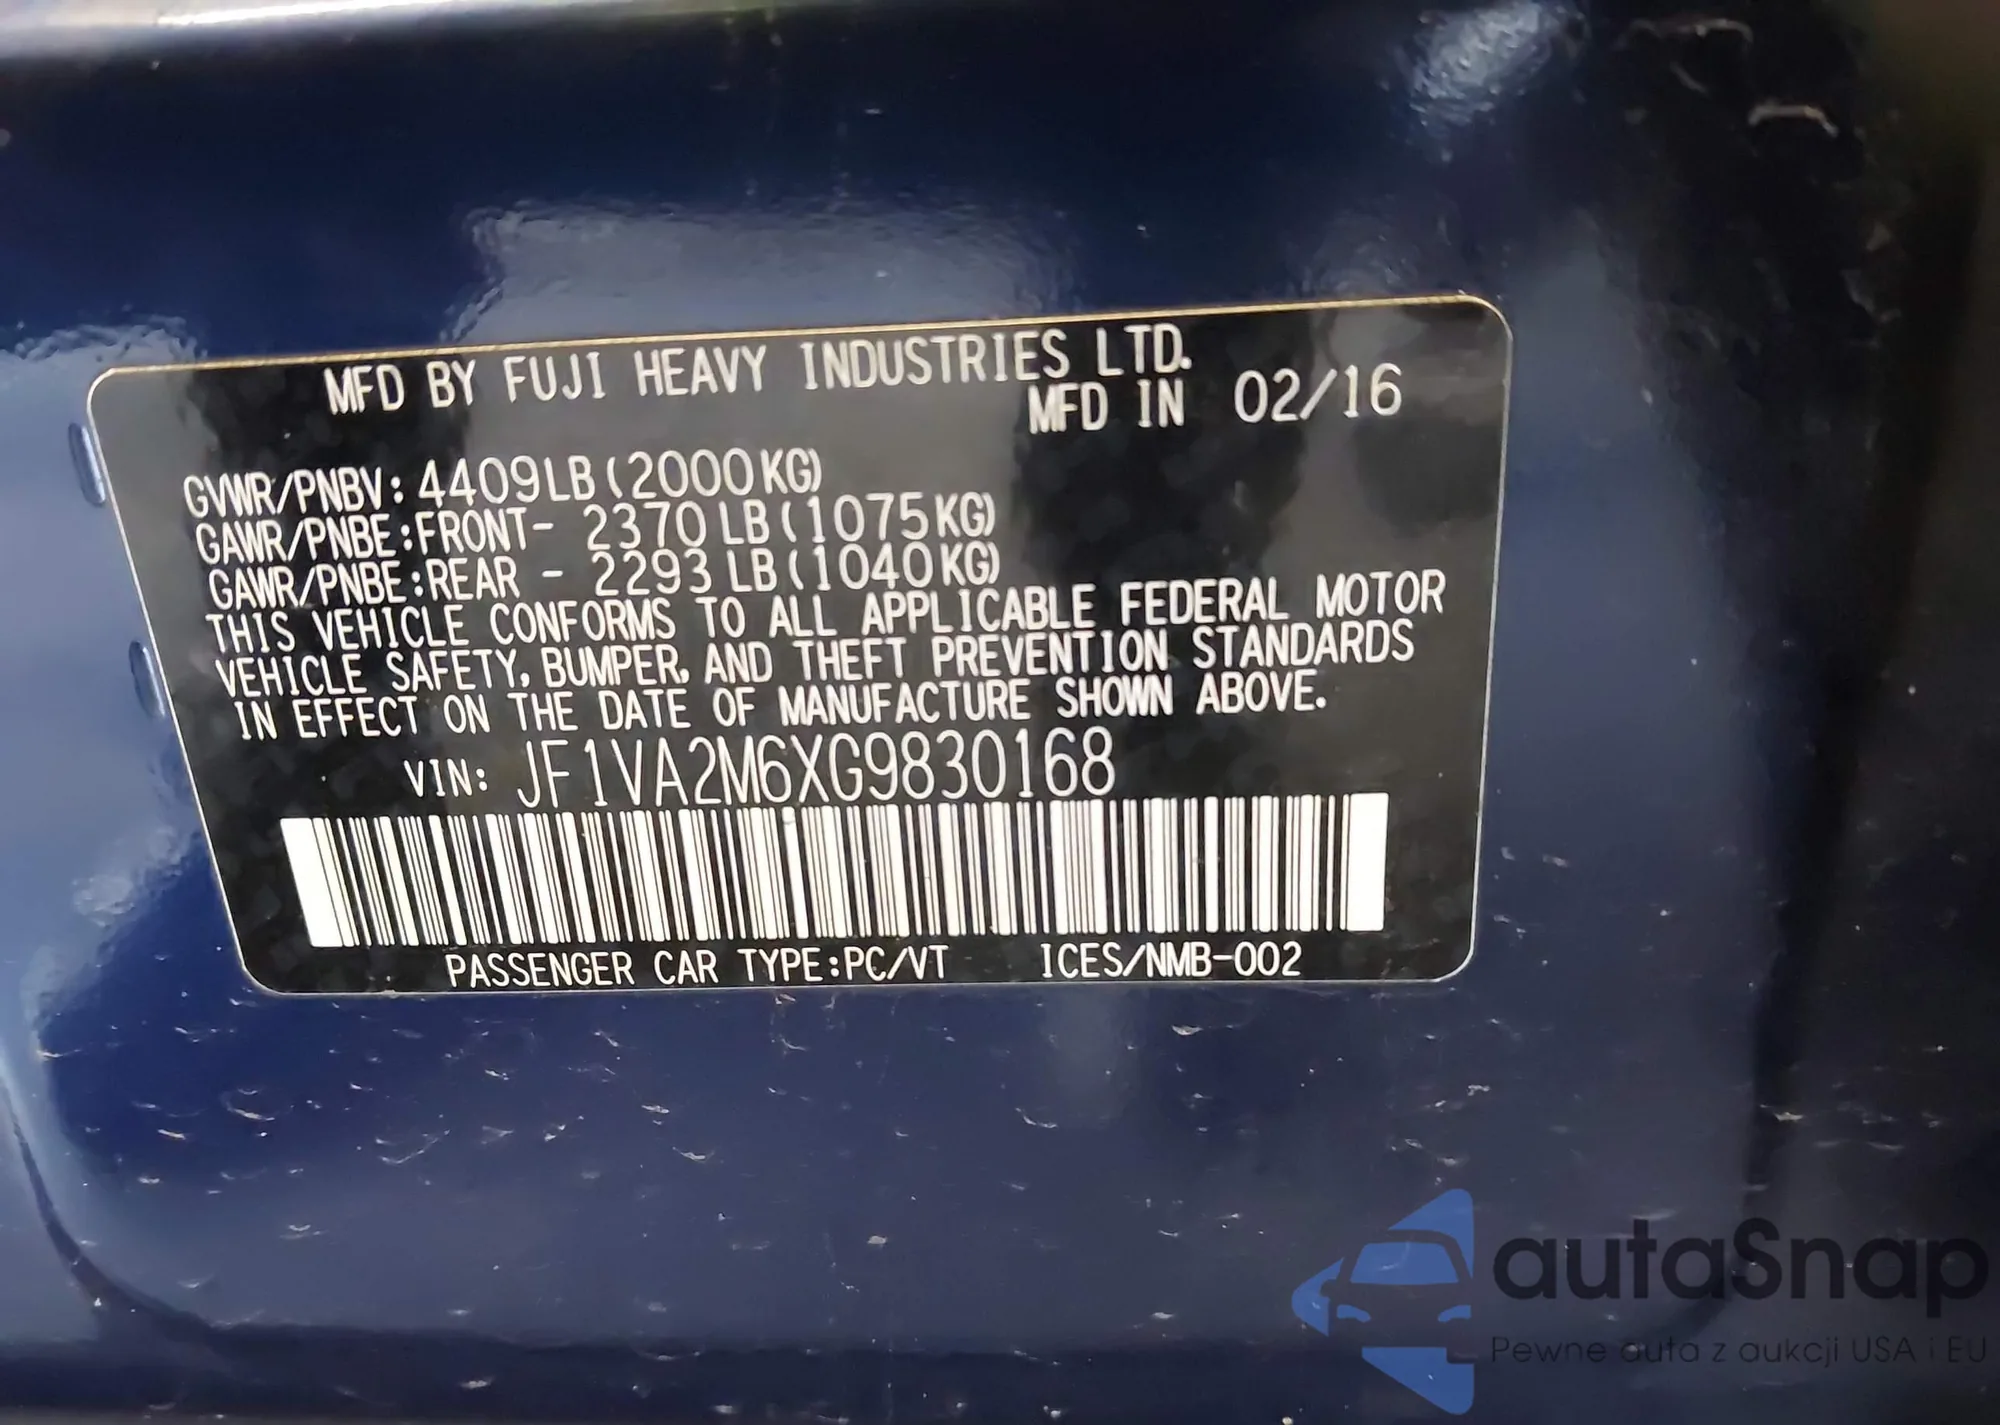 MFD BY FUJI HEAVY INDUSTRIES LTD.
MFD IN 02/16
GVWR/PNBV: 4409LB(2000KG)
GAWR/PNBE:FRONT- 2370LB(1075KG)
GAWR/PNBE:REAR - 2293LB(1040KG)
THIS VEHICLE CONFORMS TO ALL APPLICABLE FEDERAL MOTOR
VEHICLE SAFETY, BUMPER, AND THEFT PREVENTION STANDARDS
IN EFFECT ON THE DATE OF MANUFACTURE SHOWN ABOVE.
VIN: JF1VA2M6XG9830168
PASSENGER CAR TYPE:PC/VT ICES/NMB-002
autaSnap
Pewne auta z aukcji USA i EU